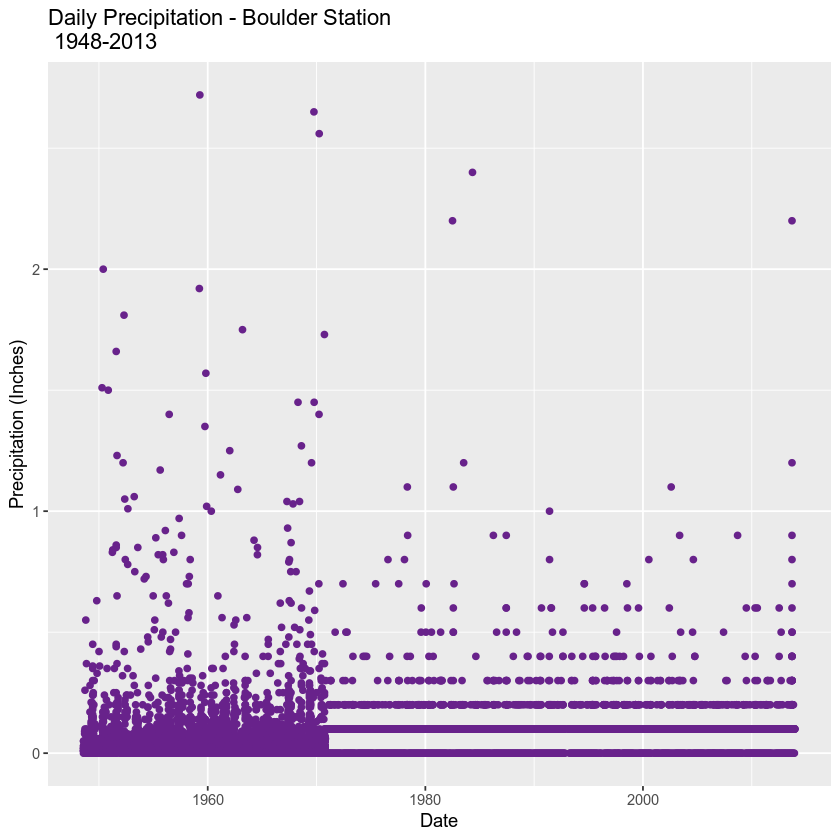 Daily Precipitation - Boulder Station
1948-2013
Precipitation (Inches)
2
1
0
1960 1980 2000
Date